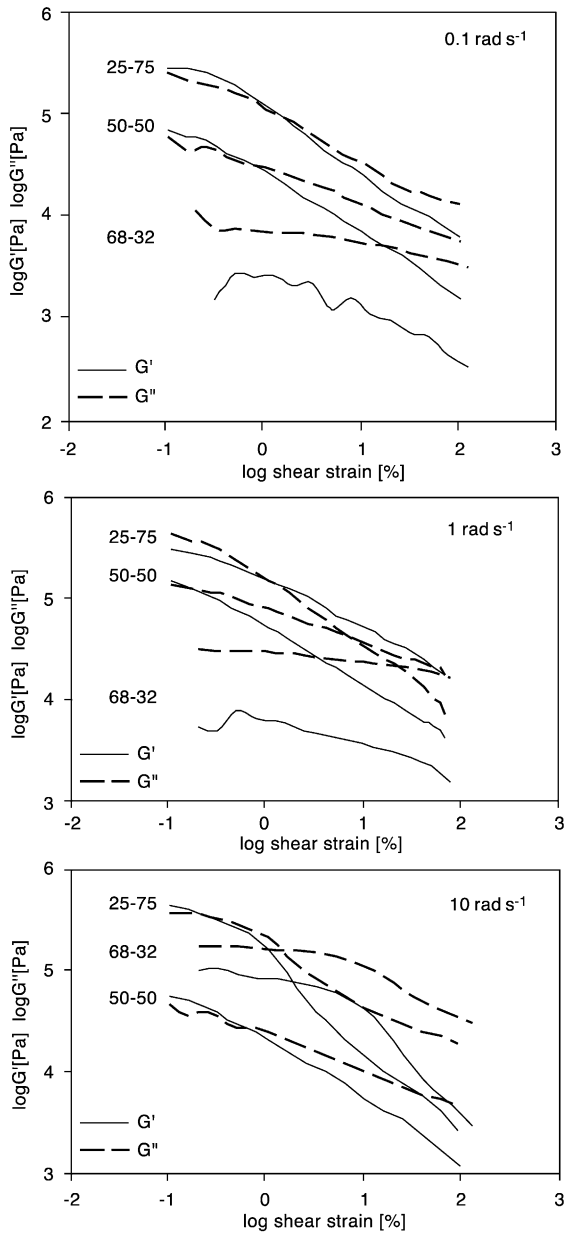 6
0.1 rad s-1
25-75
5
50-50
logG'[Pa] logG"[Pa]
4
68-32
3
G'
G"
2
-2 -1 0 1 2 3
log shear strain [%]
6
1 rad s-1
25-75
50-50
5
logG'[Pa] logG"[Pa]
4
68-32
G'
G"
3
-2 -1 0 1 2 3
log shear strain [%]
6
25-75
10 rad s-1
68-32
5
50-50
logG'[Pa] logG"[Pa]
4
G'
G"
3
-2 -1 0 1 2 3
log shear strain [%]